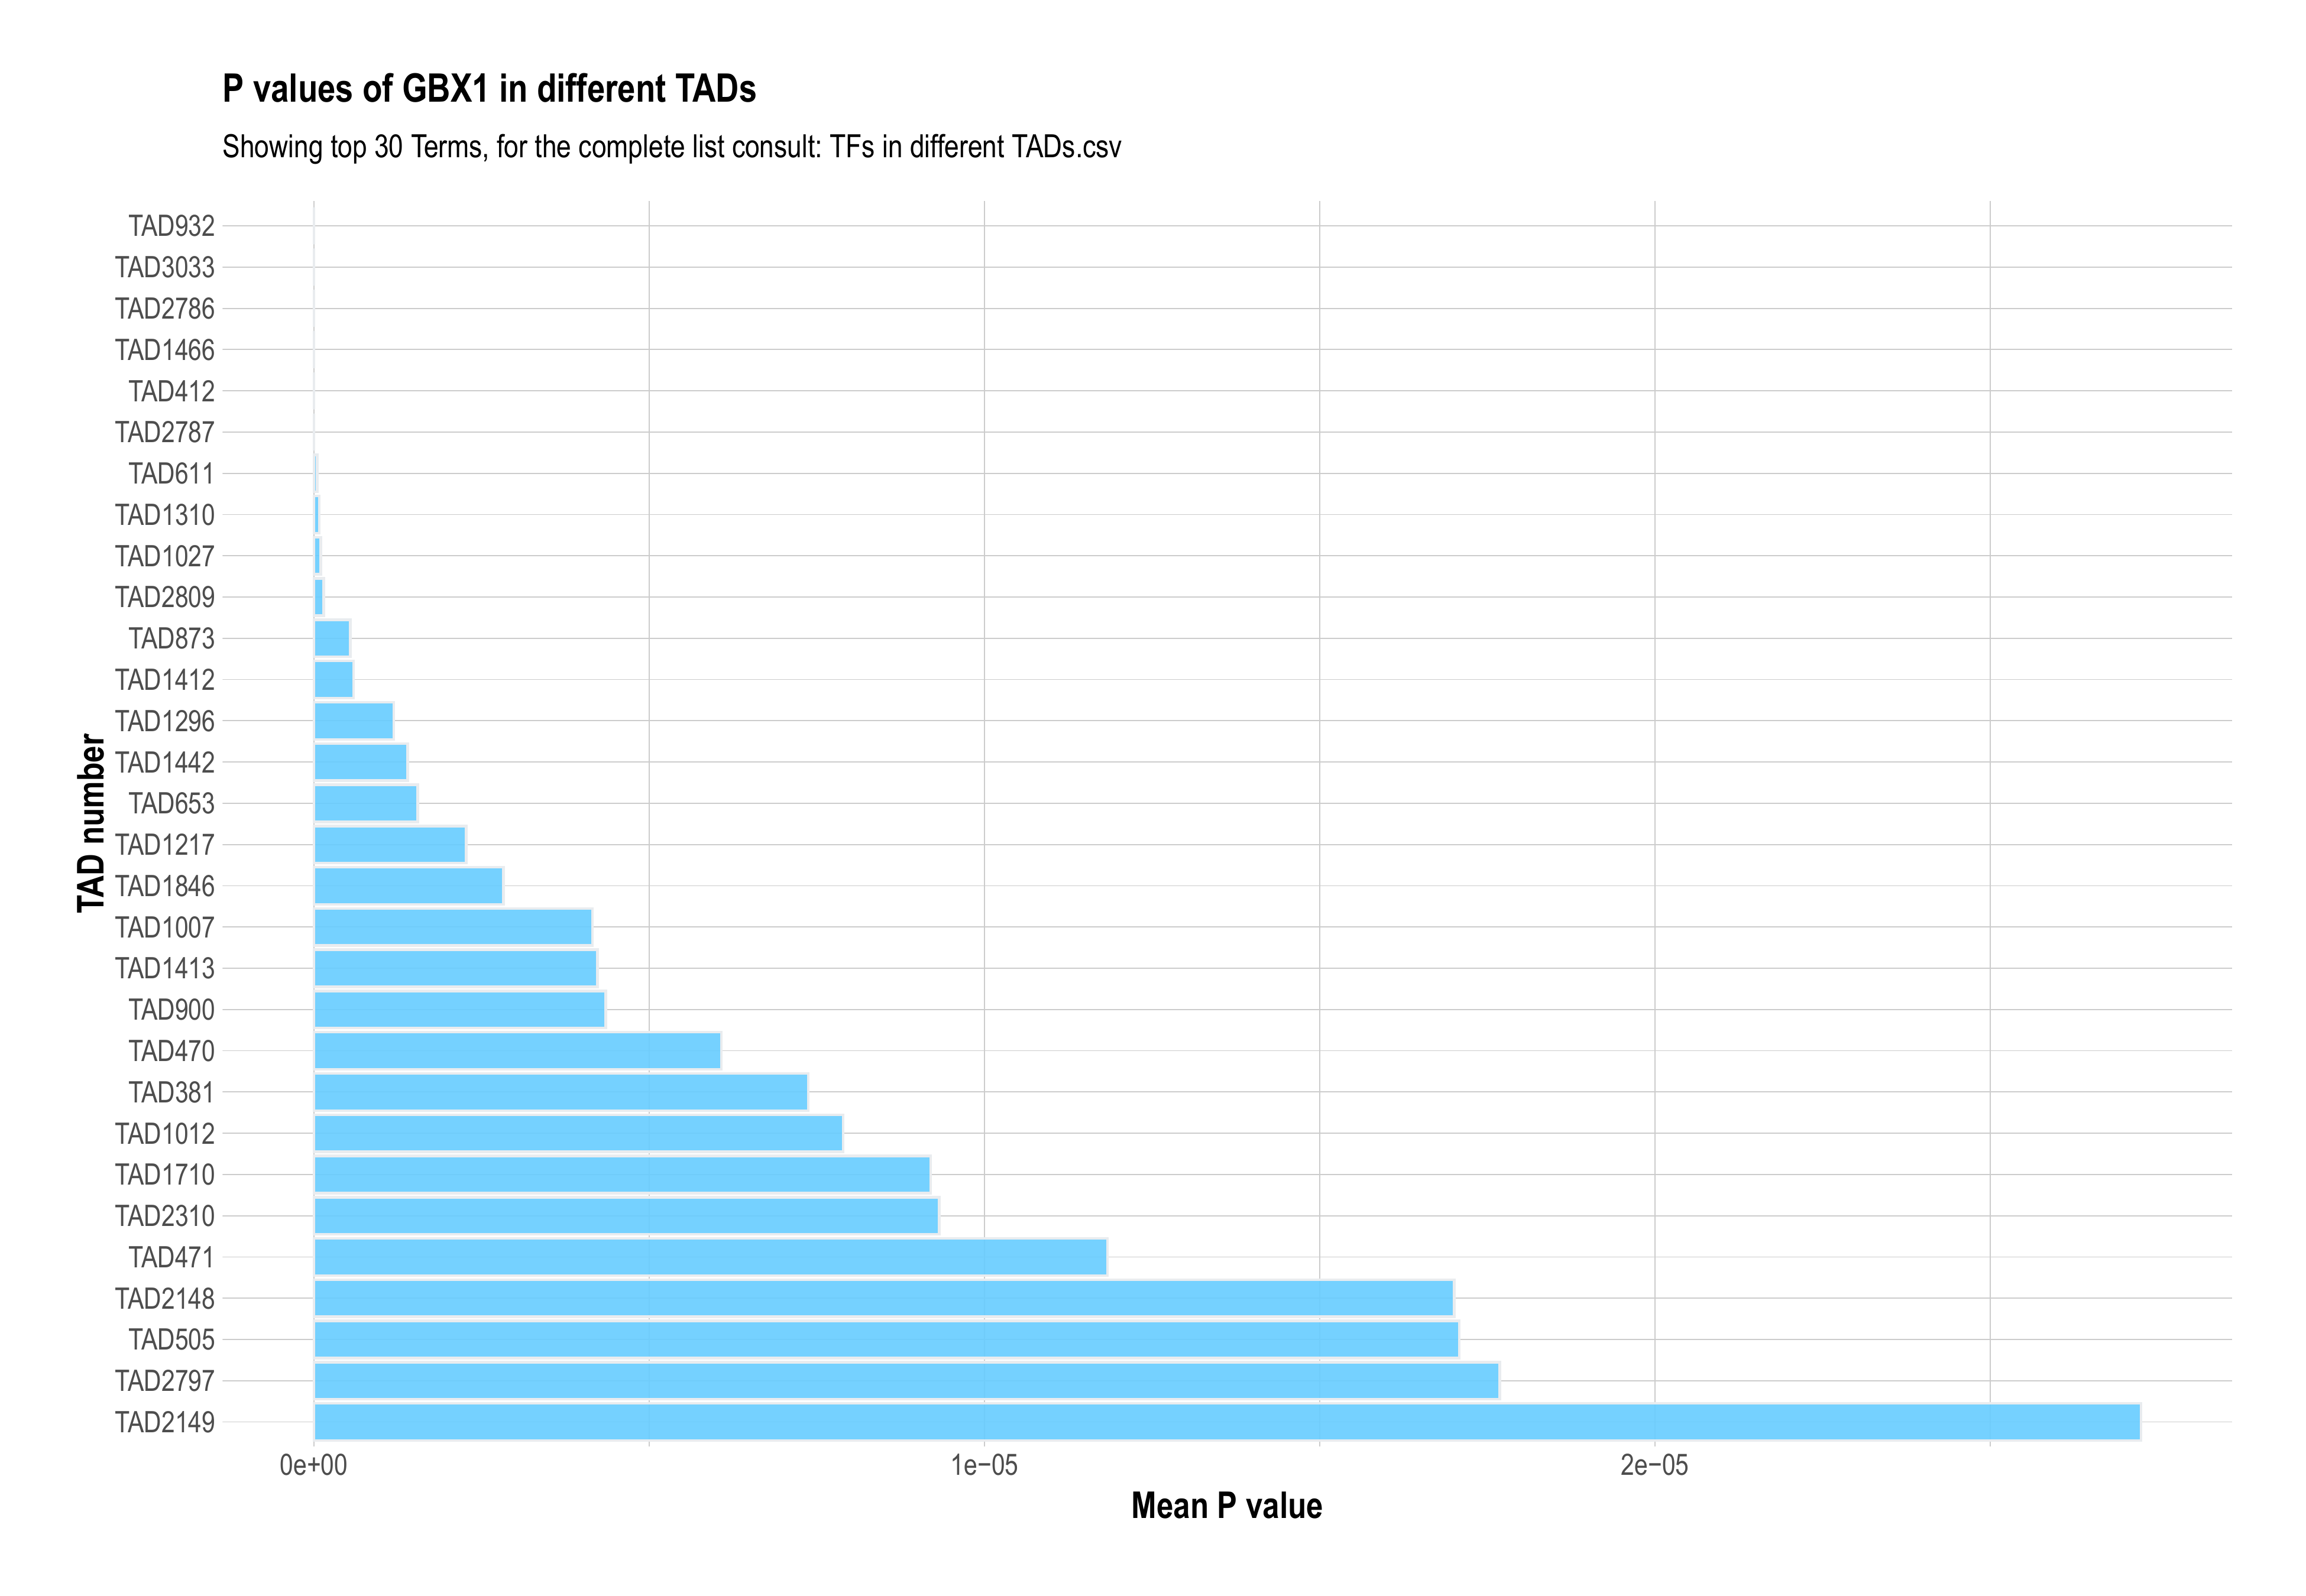 P values of GBX1 in different TADs
Showing top 30 Terms, for the complete list consult: TFs in different TADs.csv
TAD932
TAD3033
TAD2786
TAD1466
TAD412
TAD2787
TAD611
TAD1310
TAD1027
TAD2809
TAD873
TAD1412
TAD1296
TAD1442
TAD653
TAD1217
TAD1846
TAD1007
TAD1413
TAD900
TAD470
TAD381
TAD1012
TAD1710
TAD2310
TAD471
TAD2148
TAD505
TAD2797
TAD2149
TAD number
0e+00 1e−05 2e−05
Mean P value